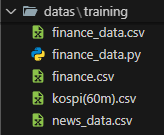 datas\training
finance_data.csv
finance_data.py
finance.csv
kospi(60m).csv
news_data.csv